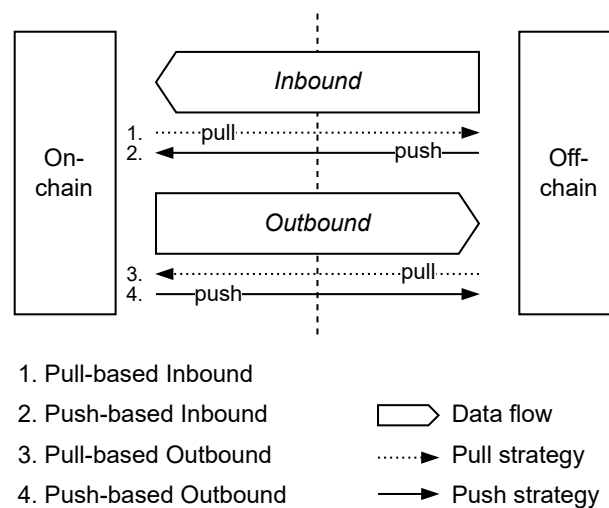 Inbound
1.
pull
2.
push
On-
chain
Off-
chain
Outbound
3.
pull
4.
push
1. Pull-based Inbound
2. Push-based Inbound
Data flow
3. Pull-based Outbound
Pull strategy
4. Push-based Outbound
Push strategy